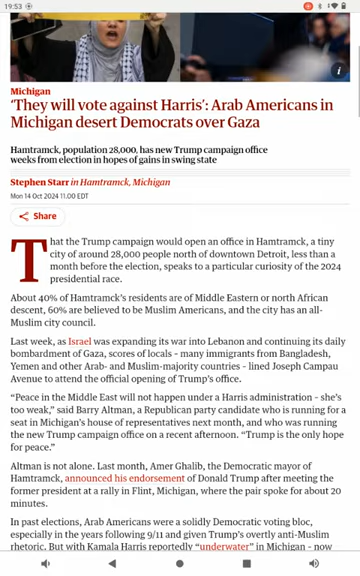 19:53
i
Michigan
‘They will vote against Harris’: Arab Americans in
Michigan desert Democrats over Gaza
Hamtramck, population 28,000, has new Trump campaign office
weeks from election in hopes of gains in swing state
Stephen Starr in Hamtramck, Michigan
Mon 14 Oct 2024 11.00 EDT
Share
That the Trump campaign would open an office in Hamtramck, a tiny
city of around 28,000 people north of downtown Detroit, less than a
month before the election, speaks to a particular curiosity of the 2024
presidential race.
About 40% of Hamtramck’s residents are of Middle Eastern or north African
descent, 60% are believed to be Muslim Americans, and the city has an all-
Muslim city council.
Last week, as Israel was expanding its war into Lebanon and continuing its daily
bombardment of Gaza, scores of locals – many immigrants from Bangladesh,
Yemen and other Arab- and Muslim-majority countries – lined Joseph Campau
Avenue to attend the official opening of Trump’s office.
“Peace in the Middle East will not happen under a Harris administration – she’s
too weak,” said Barry Altman, a Republican party candidate who is running for a
seat in Michigan’s house of representatives next month, and who was running
the new Trump campaign office on a recent afternoon. “Trump is the only hope
for peace.”
Altman is not alone. Last month, Amer Ghalib, the Democratic mayor of
Hamtramck, announced his endorsement of Donald Trump after meeting the
former president at a rally in Flint, Michigan, where the pair spoke for about 20
minutes.
In past elections, Arab Americans were a solidly Democratic voting bloc,
especially in the years following 9/11 and given Trump’s overtly anti-Muslim
rhetoric. But with Kamala Harris reportedly “underwater” in Michigan – now